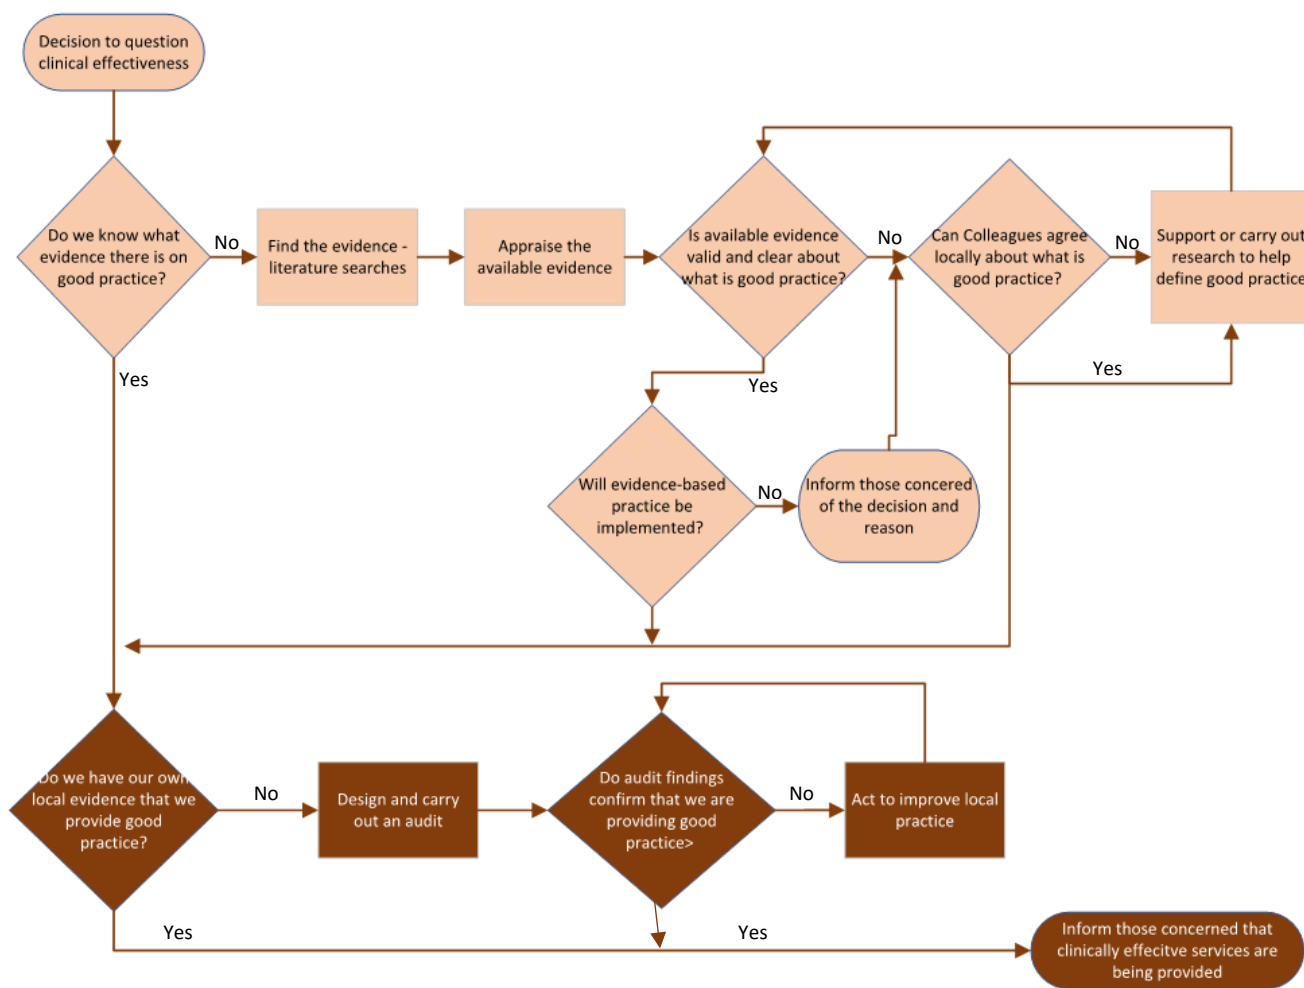 Decision to question
clinical effectiveness
Do we know what
evidence there is on
good practice?
No
Find the evidence -
literature searches
Appraise the
available evidence
Is available evidence
valid and clear about
what is good practice?
No
Can Colleagues agree
locally about what is
good practice?
No
Support or carry out
research to help
define good practice
Yes
Yes
Yes
Will evidence-based
practice be
implemented?
No
Inform those concered
of the decision and
reason
Do we have our own
local evidence that we
provide good
practice?
No
Design and carry
out an audit
Do audit findings
confirm that we are
providing good
practice>
No
Act to improve local
practice
Yes
Yes
Inform those concerned that
clinically effecitve services are
being provided